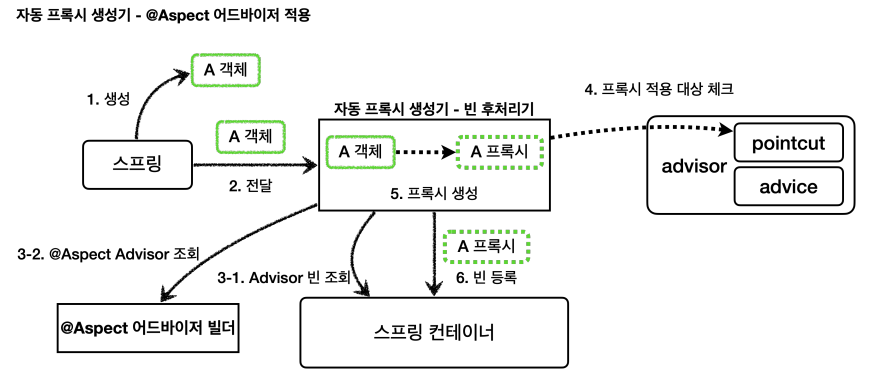 자동 프록시 생성기 - @Aspect 어드바이저 적용
A 객체
1. 생성
4. 프록시 적용 대상 체크
자동 프록시 생성기 - 빈 후처리기
A 객체
스프링
2. 전달
A 객체
A 프록시
5. 프록시 생성
advisor
pointcut
advice
3-2. @Aspect Advisor 조회
3-1. Advisor 빈 조회
A 프록시
6. 빈 등록
@Aspect 어드바이저 빌더
스프링 컨테이너